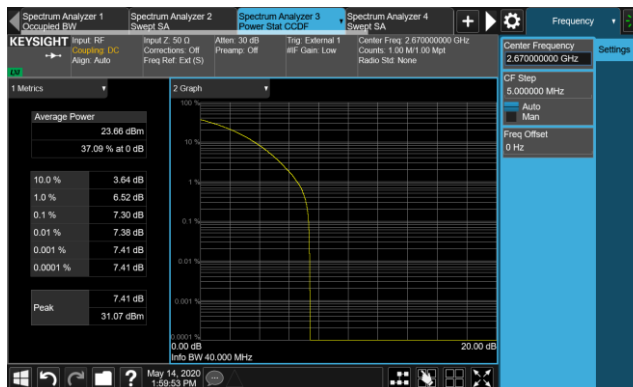 Spectrum Analyzer 1
Occupied BW
Spectrum Analyzer 2
Swept SA
Spectrum Analyzer 3
Power Stat CCDF
Spectrum Analyzer 4
Swept SA
Frequency
KEYSIGHT
Input: RF
Coupling: DC
Align: Auto
Input Z: 50 Ω
Corrections: Off
Freq Ref: Ext (S)
Atten: 30 dB
Preamp: Off
Trig: External 1
#IF Gain: Low
Center Freq: 2.670000000 GHz
Counts: 1.00 M/1.00 Mpt
Radio Std: None
Center Frequency
2.670000000 GHz
Settings
CF Step
5.000000 MHz
Auto
Man
Freq Offset
0 Hz
1 Metrics
2 Graph
Average Power
23.66 dBm
37.09 % at 0 dB
10.0 % 3.64 dB
1.0 % 6.52 dB
0.1 % 7.30 dB
0.01 % 7.38 dB
0.001 % 7.41 dB
0.0001 % 7.41 dB
Peak
7.41 dB
31.07 dBm
100 %
10 %
1 %
0.1 %
0.01 %
0.001 %
0.0001 %
0.00 dB
20.00 dB
Info BW 40.000 MHz
?
May 14, 2020
1:59:53 PM